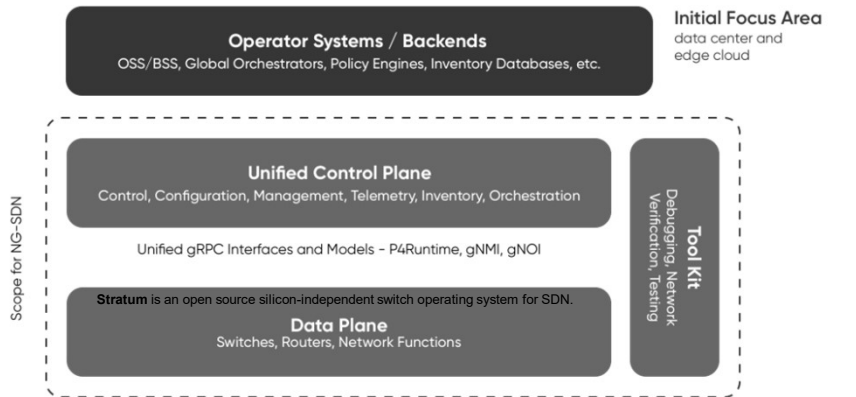 Operator Systems / Backends
OSS/BSS, Global Orchestrators, Policy Engines, Inventory Databases, etc.
Initial Focus Area
data center and
edge cloud
Scope for NG-SDN
Unified Control Plane
Control, Configuration, Management, Telemetry, Inventory, Orchestration
Unified gRPC Interfaces and Models - P4Runtime, gNMI, gNOI
Stratum is an open source silicon-independent switch operating system for SDN.
Data Plane
Switches, Routers, Network Functions
Tool Kit
Debugging, Network
Verification, Testing